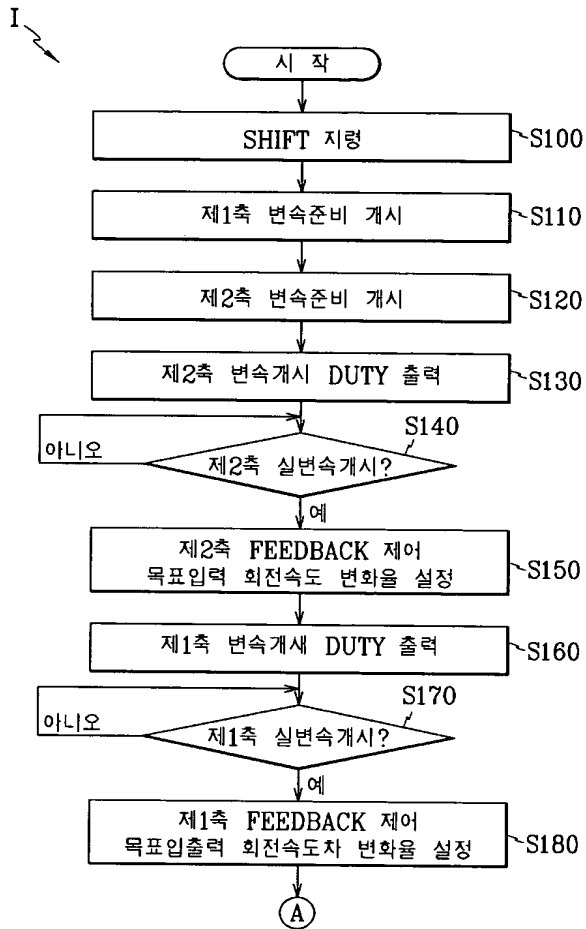 I
시 작
SHIFT 지령
S100
제1축 변속준비 개시
S110
제2축 변속준비 개시
S120
제2축 변속개시 DUTY 출력
S130
S140
아니오
제2축 실변속개시?
예
제2축 FEEDBACK 제어
목표입력 회전속도 변화율 설정
S150
제1축 변속개새 DUTY 출력
S160
S170
아니오
제1축 실변속개시?
예
제1축 FEEDBACK 제어
목표입출력 회전속도차 변화율 설정
S180
A